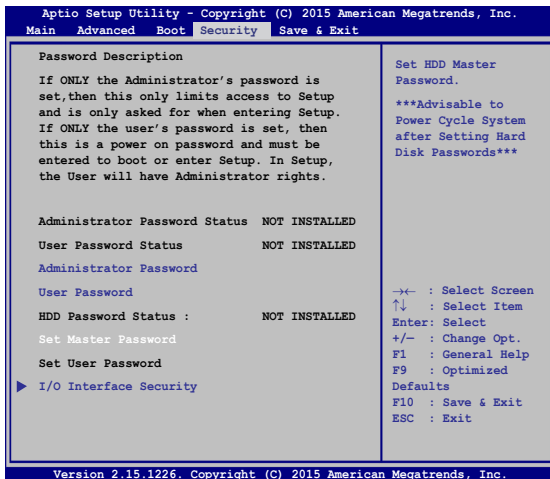 Aptio Setup Utility - Copyright (C) 2015 American Megatrends, Inc.
Main Advanced Boot Security Save & Exit
Password Description
If ONLY the Administrator's password is
set,then this only limits access to Setup
and is only asked for when entering Setup.
If ONLY the user's password is set, then
this is a power on password and must be
entered to boot or enter Setup. In Setup,
the User will have Administrator rights.
Administrator Password Status NOT INSTALLED
User Password Status NOT INSTALLED
Administrator Password
User Password
HDD Password Status : NOT INSTALLED
Set Master Password
Set User Password
I/O Interface Security
Set HDD Master
Password.
***Advisable to
Power Cycle System
after Setting Hard
Disk Passwords***
→← : Select Screen
↑↓ : Select Item
Enter: Select
+/— : Change Opt.
F1 : General Help
F9 : Optimized
Defaults
F10 : Save & Exit
ESC : Exit
Version 2.15.1226. Copyright (C) 2015 American Megatrends, Inc.